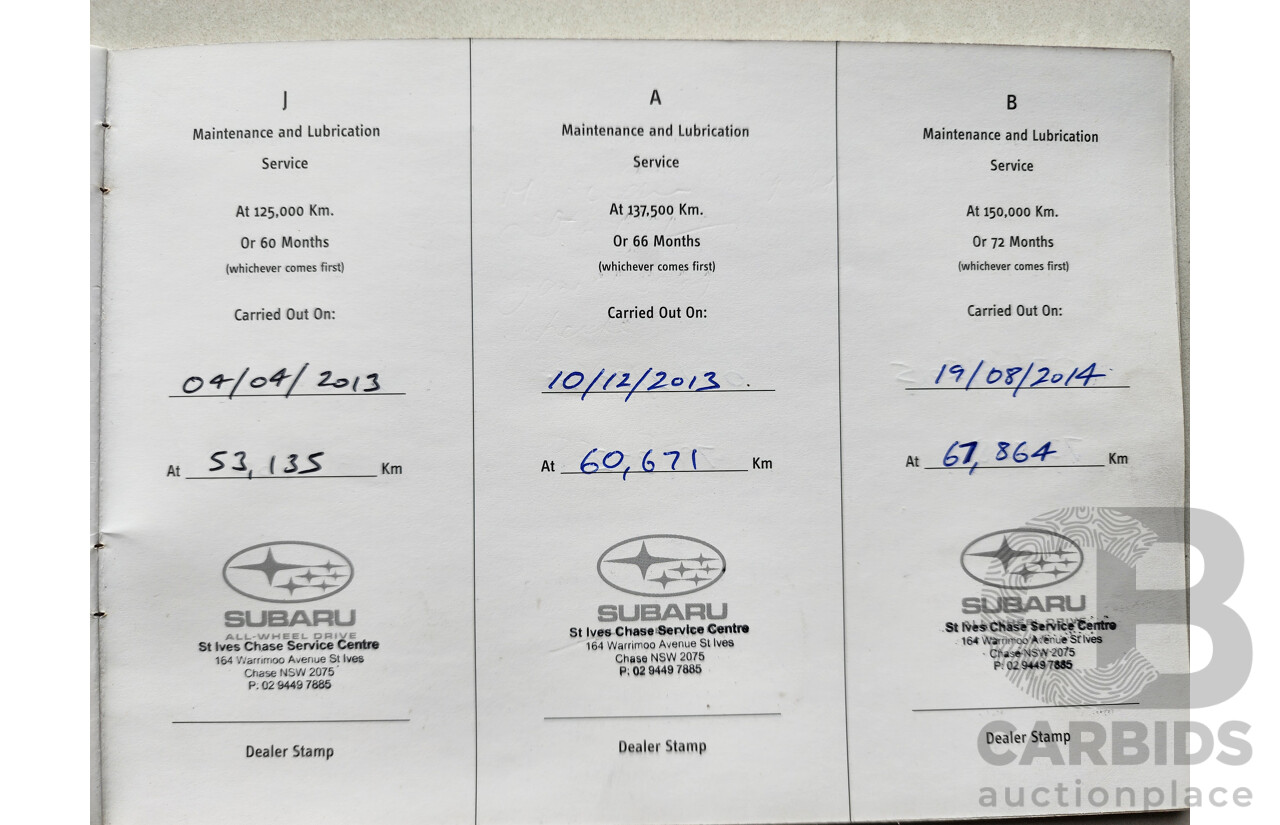 J
Maintenance and Lubrication
Service
At 125,000 Km.
Or 60 Months
(whichever comes first)
Carried Out On:
04/04/2013
At 53,135 Km
SUBARU
ALL-WHEEL DRIVE
St Ives Chase Service Centre
164 Warrimoo Avenue St Ives
Chase NSW 2075
P: 02 9449 7885
Dealer Stamp
A
Maintenance and Lubrication
Service
At 137,500 Km.
Or 66 Months
(whichever comes first)
Carried Out On:
10/12/2013
At 60,671 Km
SUBARU
St Ives Chase Service Centre
164 Warrimoo Avenue St Ives
Chase NSW 2075
P: 02 9449 7885
Dealer Stamp
B
Maintenance and Lubrication
Service
At 150,000 Km.
Or 72 Months
(whichever comes first)
Carried Out On:
19/08/2014
At 67,864 Km
SUBARU
ALL-WHEEL DRIVE
St Ives Chase Service Centre
164 Warrimoo Avenue St Ives
Chase NSW 2075
P: 02 9449 7885
Dealer Stamp
B
CARBIDS
auctionplace